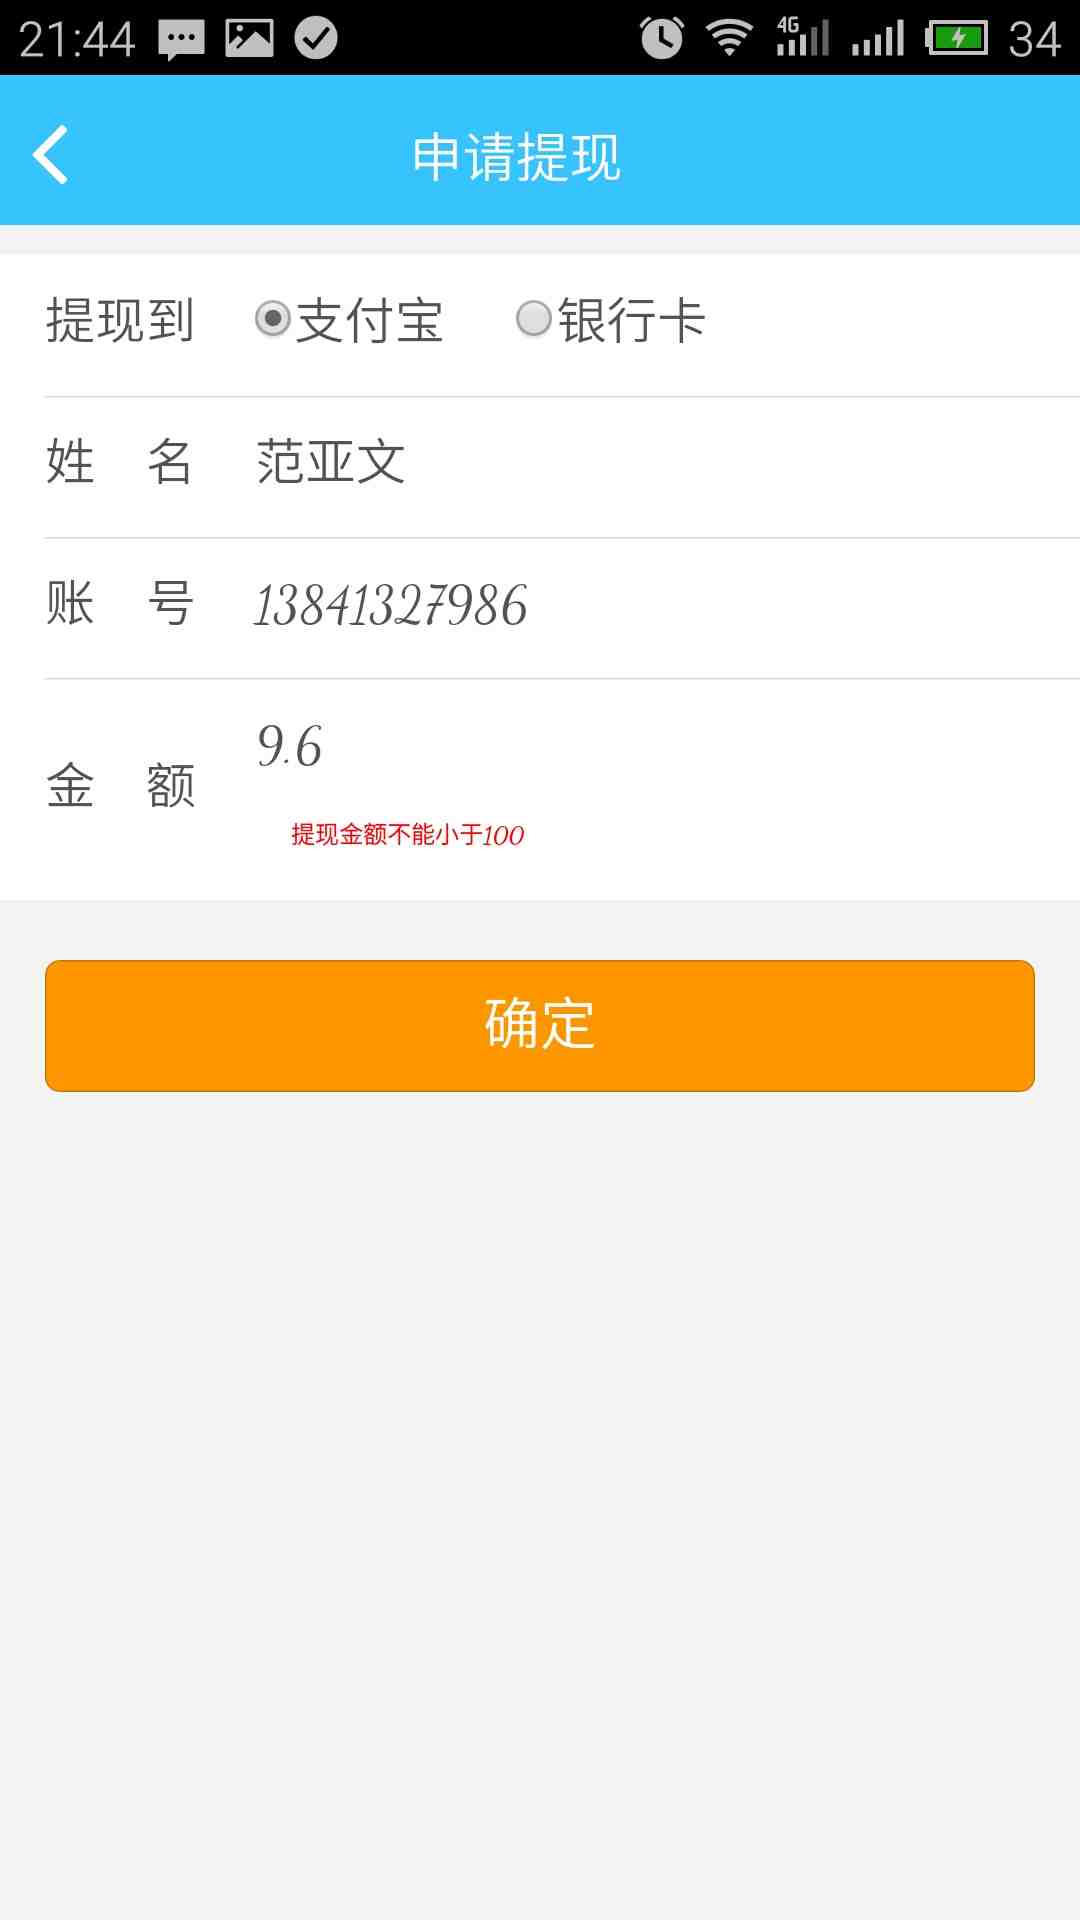 21:44 4G 34
申请提现
提现到 支付宝 银行卡
姓 名 范亚文
账 号 13841327986
金 额 9.6
提现金额不能小于100
确定